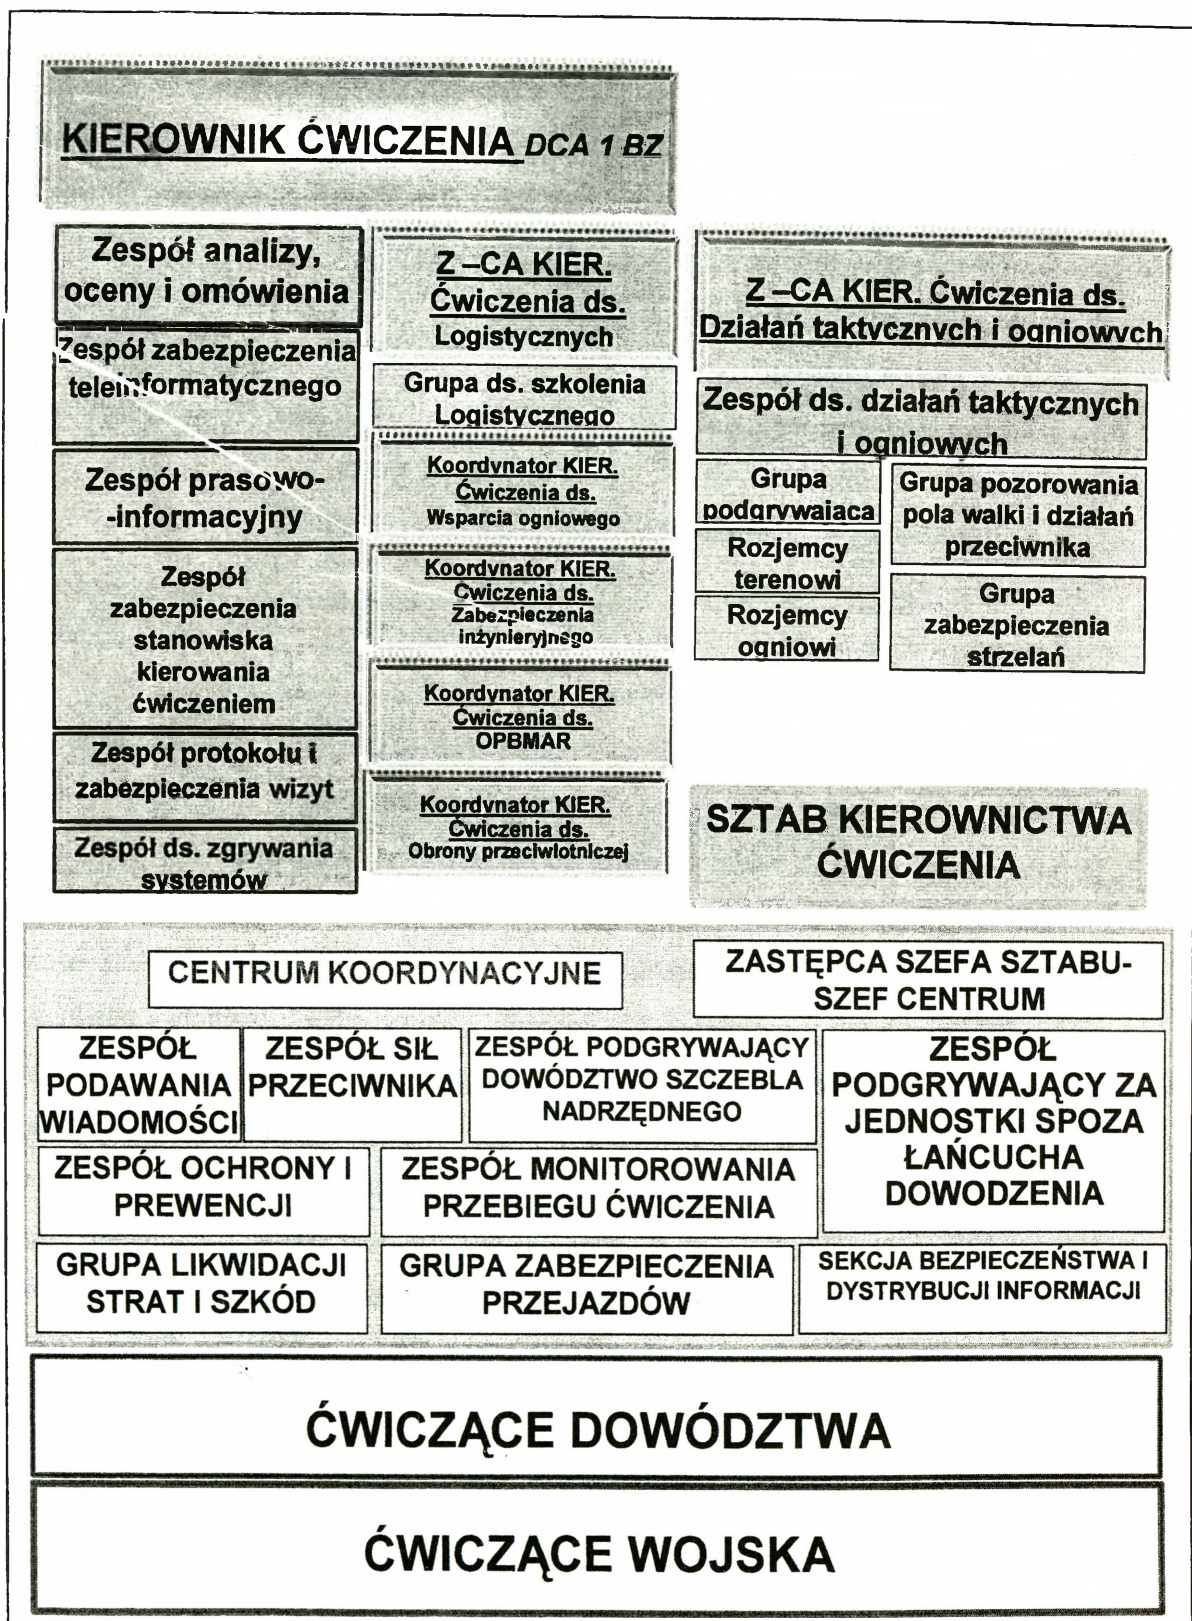 KIEROWNIK ĆWICZENIA DCA 1 BZ
Zespół analizy,
oceny i omówienia
Zespół zabezpieczenia
teleinformatycznego
Zespół prasowo-
-informacyjny
Zespół
zabezpieczenia
stanowiska
kierowania
ćwiczeniem
Zespół protokołu i
zabezpieczenia wizyt
Zespół ds. zgrywania
systemów
Z –CA KIER.
Ćwiczenia ds.
Logistycznych
Grupa ds. szkolenia
Logistycznego
Koordynator KIER.
Ćwiczenia ds.
Wsparcia ogniowego
Koordynator KIER.
Ćwiczenia ds.
Zabezpieczenia
inżynieryjnego
Koordynator KIER.
Ćwiczenia ds.
OPBMAR
Koordynator KIER.
Ćwiczenia ds.
Obrony przeciwlotniczej
Z –CA KIER. Ćwiczenia ds.
Działań taktycznych i ogniowych
Zespół ds. działań taktycznych
i ogniowych
Grupa
podgrywająca
Rozjemcy
terenowi
Rozjemcy
ogniowi
Grupa pozorowania
pola walki i działań
przeciwnika
Grupa
zabezpieczenia
strzelań
SZTAB KIEROWNICTWA
ĆWICZENIA
CENTRUM KOORDYNACYJNE
ZASTĘPCA SZEFA SZTABU-
SZEF CENTRUM
ZESPÓŁ
PODAWANIA
WIADOMOŚCI
ZESPÓŁ SIŁ
PRZECIWNIKA
ZESPÓŁ PODGRYWAJĄCY
DOWÓDZTWO SZCZEBLA
NADRZĘDNEGO
ZESPÓŁ
PODGRYWAJĄCY ZA
JEDNOSTKI SPOZA
ŁAŃCUCHA
DOWODZENIA
ZESPÓŁ OCHRONY I
PREWENCJI
ZESPÓŁ MONITOROWANIA
PRZEBIEGU ĆWICZENIA
GRUPA LIKWIDACJI
STRAT I SZKÓD
GRUPA ZABEZPIECZENIA
PRZEJAZDÓW
SEKCJA BEZPIECZEŃSTWA I
DYSTRYBUCJI INFORMACJI
ĆWICZĄCE DOWÓDZTWA
ĆWICZĄCE WOJSKA